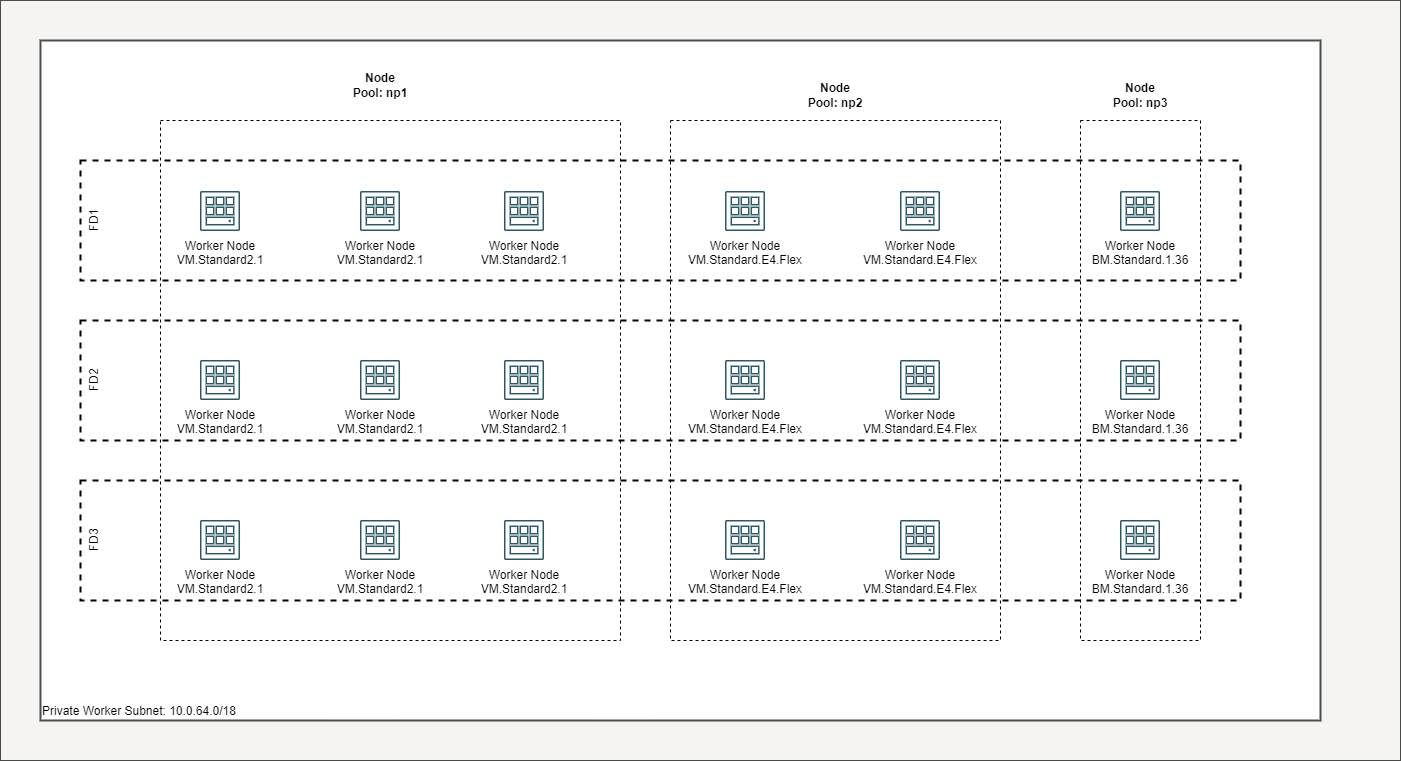 Node
Pool: np1
Node
Pool: np2
Node
Pool: np3
FD1
Worker Node
VM.Standard2.1
Worker Node
VM.Standard2.1
Worker Node
VM.Standard2.1
Worker Node
VM.Standard.E4.Flex
Worker Node
VM.Standard.E4.Flex
Worker Node
BM.Standard.1.36
FD2
Worker Node
VM.Standard2.1
Worker Node
VM.Standard2.1
Worker Node
VM.Standard2.1
Worker Node
VM.Standard.E4.Flex
Worker Node
VM.Standard.E4.Flex
Worker Node
BM.Standard.1.36
FD3
Worker Node
VM.Standard2.1
Worker Node
VM.Standard2.1
Worker Node
VM.Standard2.1
Worker Node
VM.Standard.E4.Flex
Worker Node
VM.Standard.E4.Flex
Worker Node
BM.Standard.1.36
Private Worker Subnet: 10.0.64.0/18